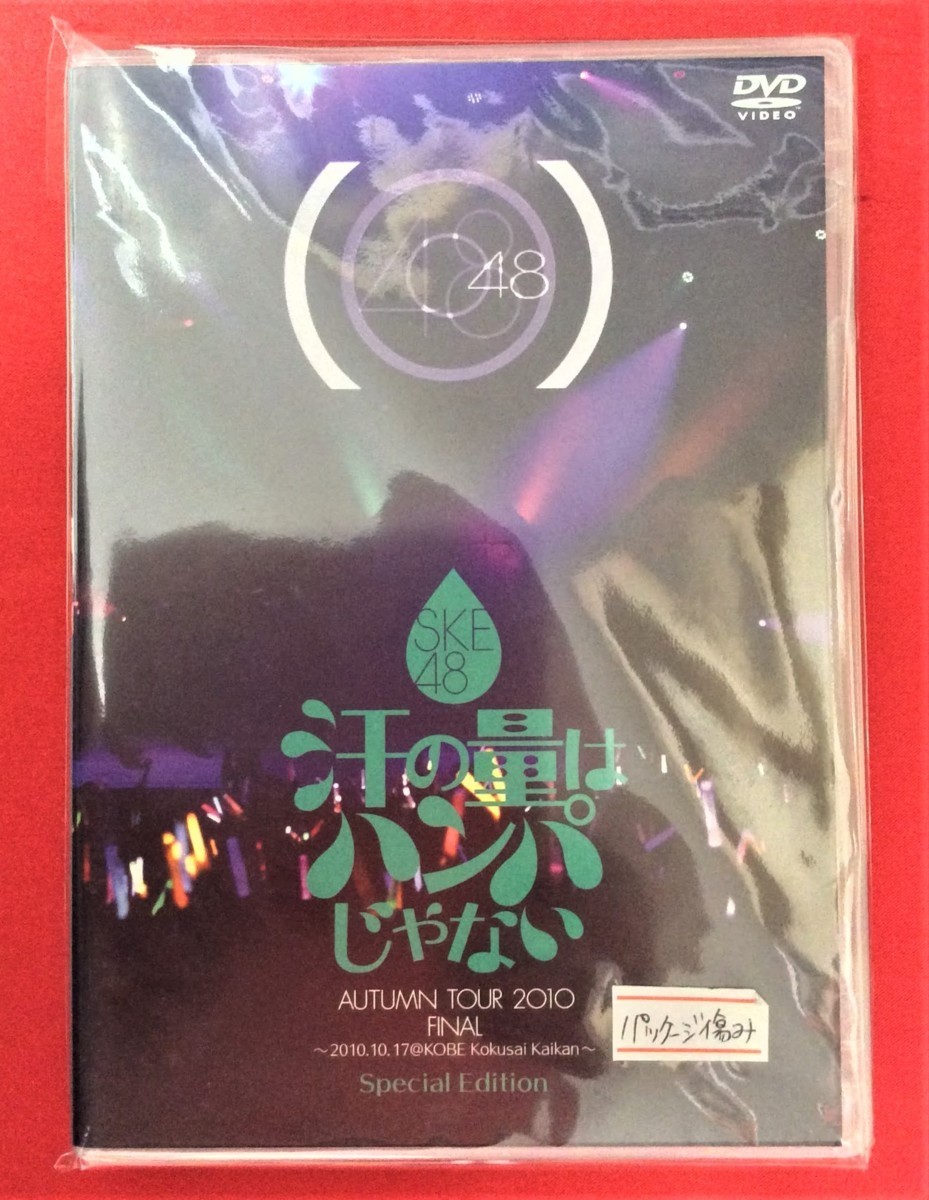 DVD
VIDEO
48
SKE
48
汗の量は
ハンパ
じゃない
AUTUMN TOUR 2010
FINAL
～2010.10.17@KOBE Kokusai Kaikan～
Special Edition
パッケージ傷み